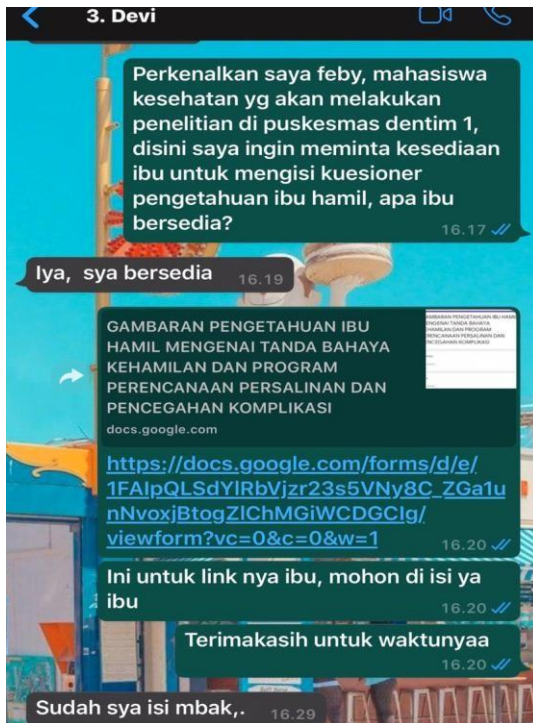 3. Devi
Perkenalkan saya feby, mahasiswa
kesehatan yg akan melakukan
penelitian di puskesmas dentim 1,
disini saya ingin meminta kesediaan
ibu untuk mengisi kuesioner
pengetahuan ibu hamil, apa ibu
bersedia?
16.17
Iya, sya bersedia 16.19
GAMBARAN PENGETAHUAN IBU
HAMIL MENGENAI TANDA BAHAYA
KEHAMILAN DAN PROGRAM
PERENCANAAN PERSALINAN DAN
PENCEGAHAN KOMPLIKASI
docs.google.com
https://docs.google.com/forms/d/e/
1FAIpQLSdYlRbVjzr23s5VNy8C_ZGa1u
nNvoxjBtogZlChMGiWCDGClg/
viewform?vc=0&c=0&w=1
16.20
Ini untuk link nya ibu, mohon di isi ya
ibu
16.20
Terimakasih untuk waktunyaa
16.20
Sudah sya isi mbak,. 16.29